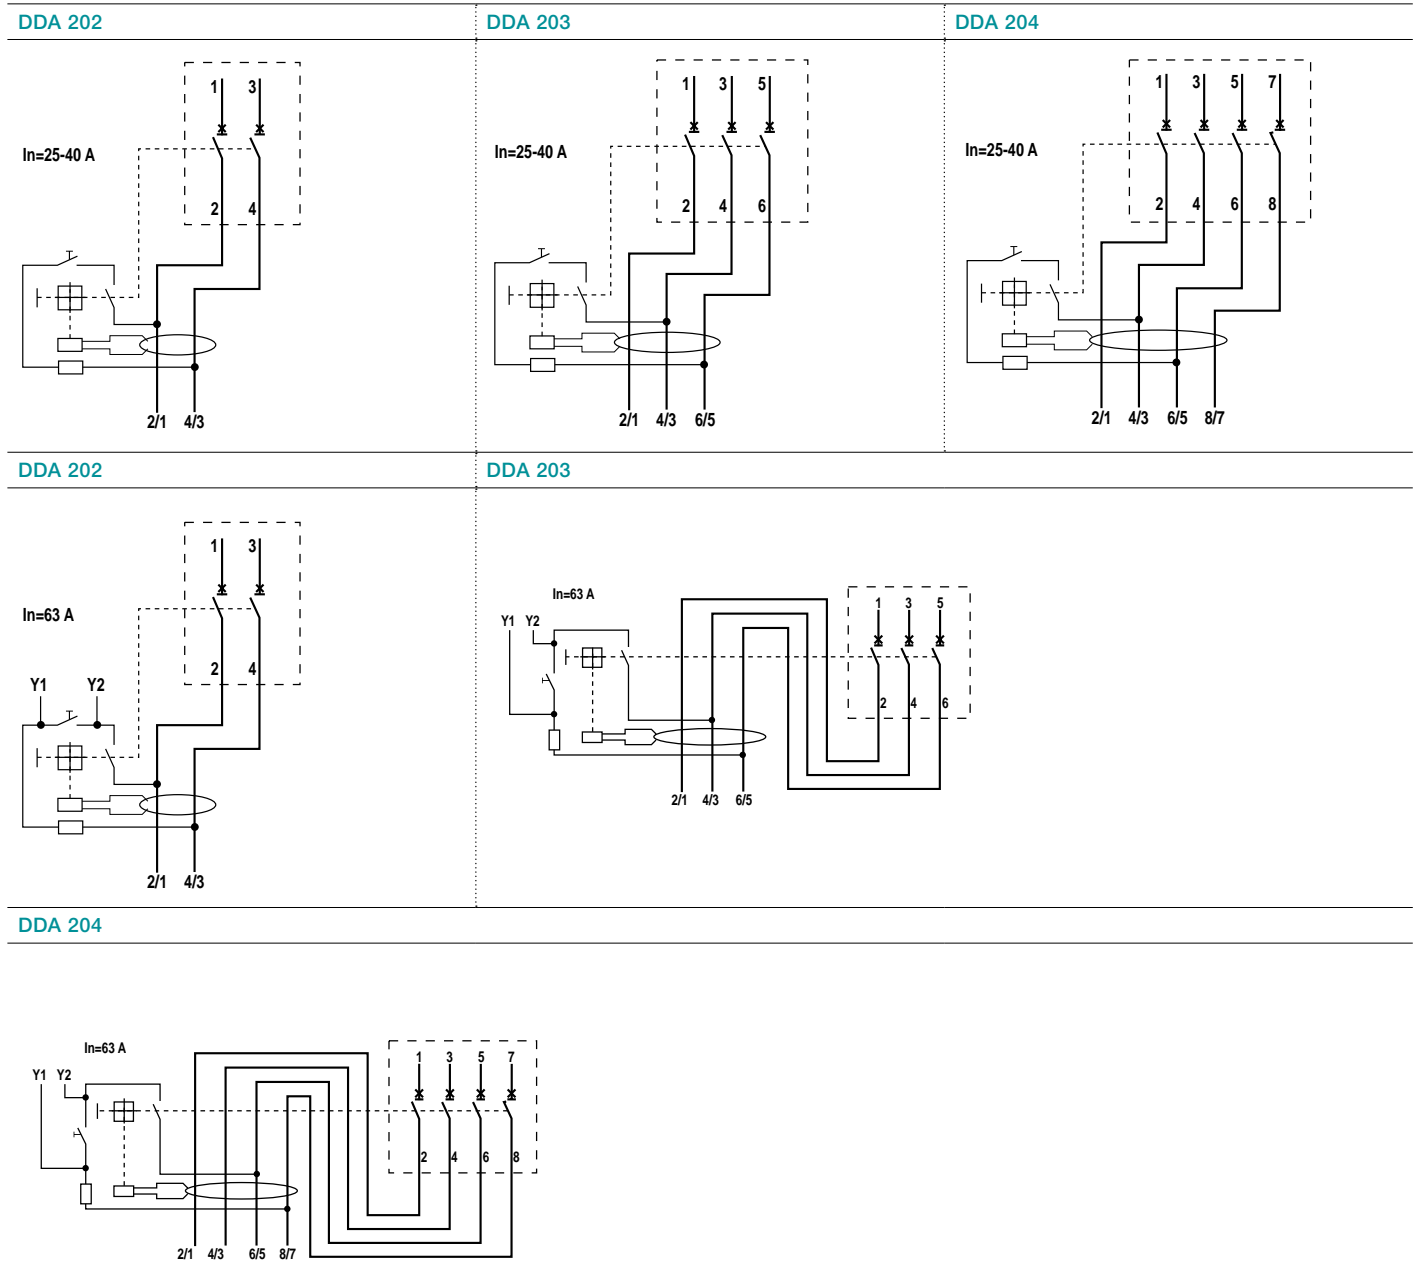 DDA 202
DDA 203
DDA 204
1 3
In=25-40 A
2 4
2/1 4/3
1 3 5
In=25-40 A
2 4 6
2/1 4/3 6/5
1 3 5 7
In=25-40 A
2 4 6 8
2/1 4/3 6/5 8/7
DDA 202
DDA 203
1 3
In=63 A
2 4
Y1 Y2
2/1 4/3
In=63 A
1 3 5
Y1 Y2
2 4 6
2/1 4/3 6/5
DDA 204
In=63 A
1 3 5 7
Y1 Y2
2 4 6 8
2/1 4/3 6/5 8/7